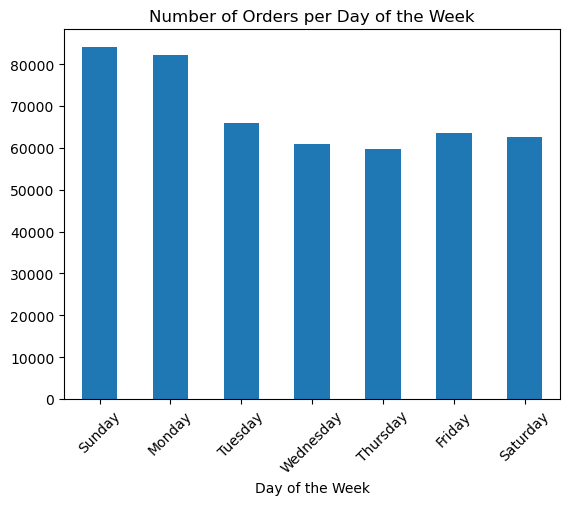 Number of Orders per Day of the Week
80000
70000
60000
50000
40000
30000
20000
10000
0
Sunday
Monday
Tuesday
Wednesday
Thursday
Friday
Saturday
Day of the Week